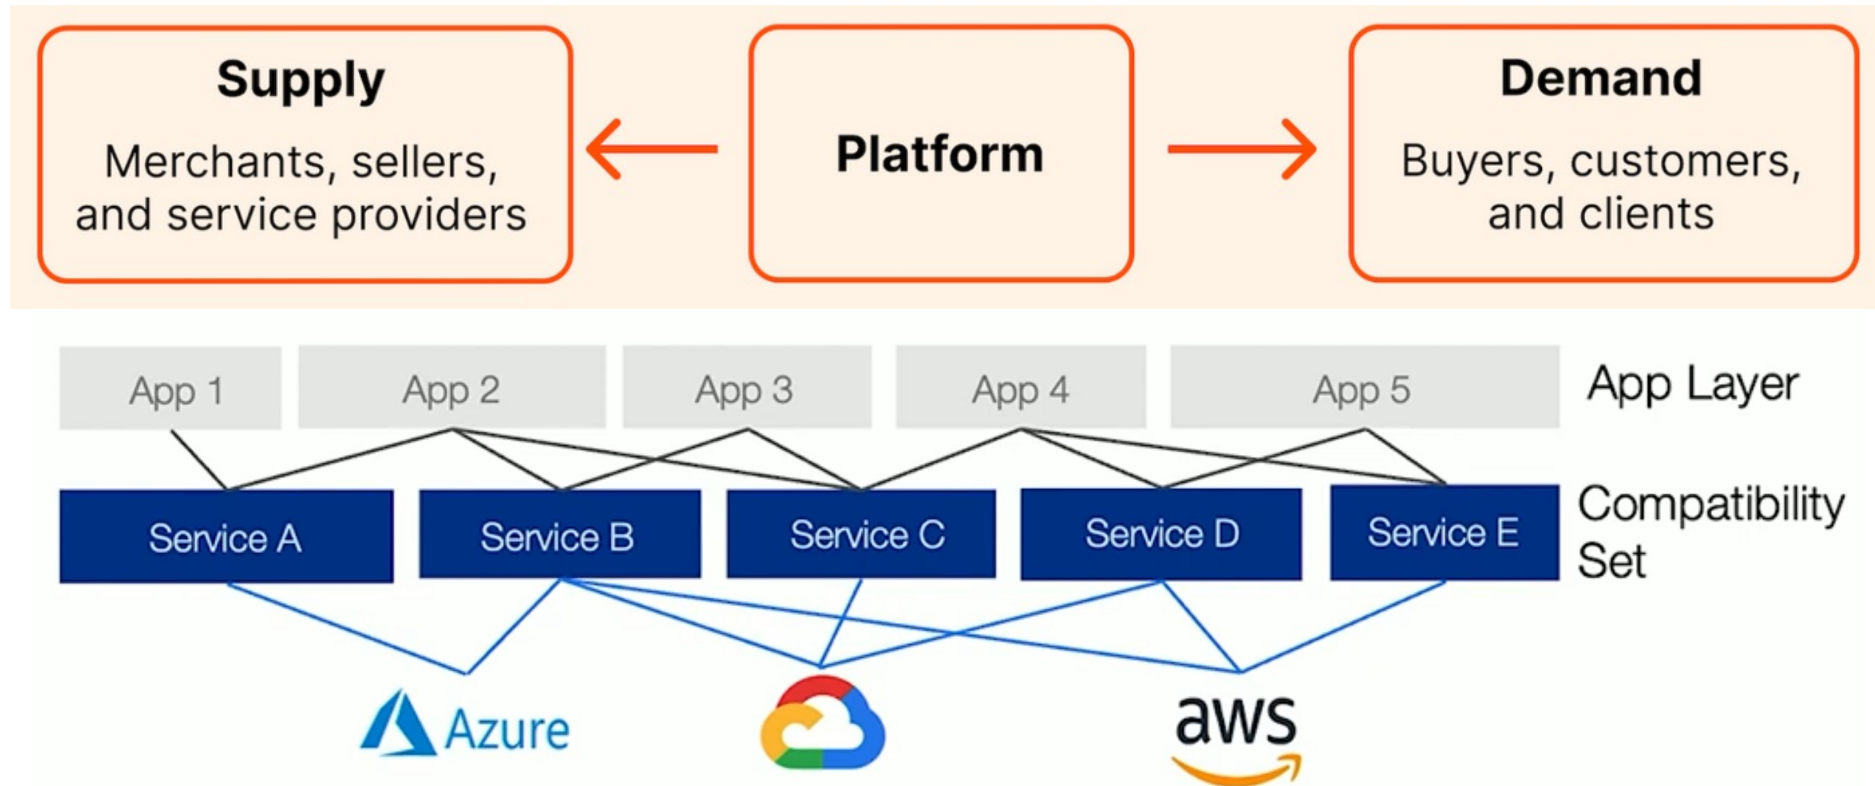 Supply
Merchants, sellers,
and service providers
Platform
Demand
Buyers, customers,
and clients
App 1
App 2
App 3
App 4
App 5
App Layer
Service A
Service B
Service C
Service D
Service E
Compatibility
Set
Azure
aws